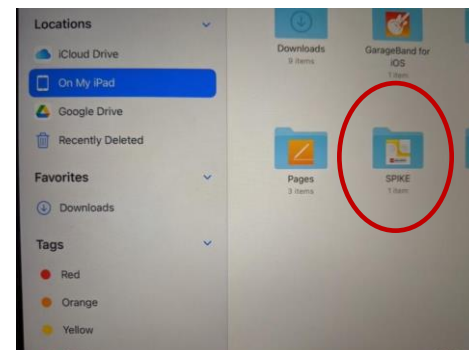 Locations
iCloud Drive
On My iPad
Google Drive
Recently Deleted
Favorites
Downloads
Tags
Red
Orange
Yellow
Downloads
9 items
GarageBand for
iOS
1 item
Pages
3 items
SPIKE
1 item